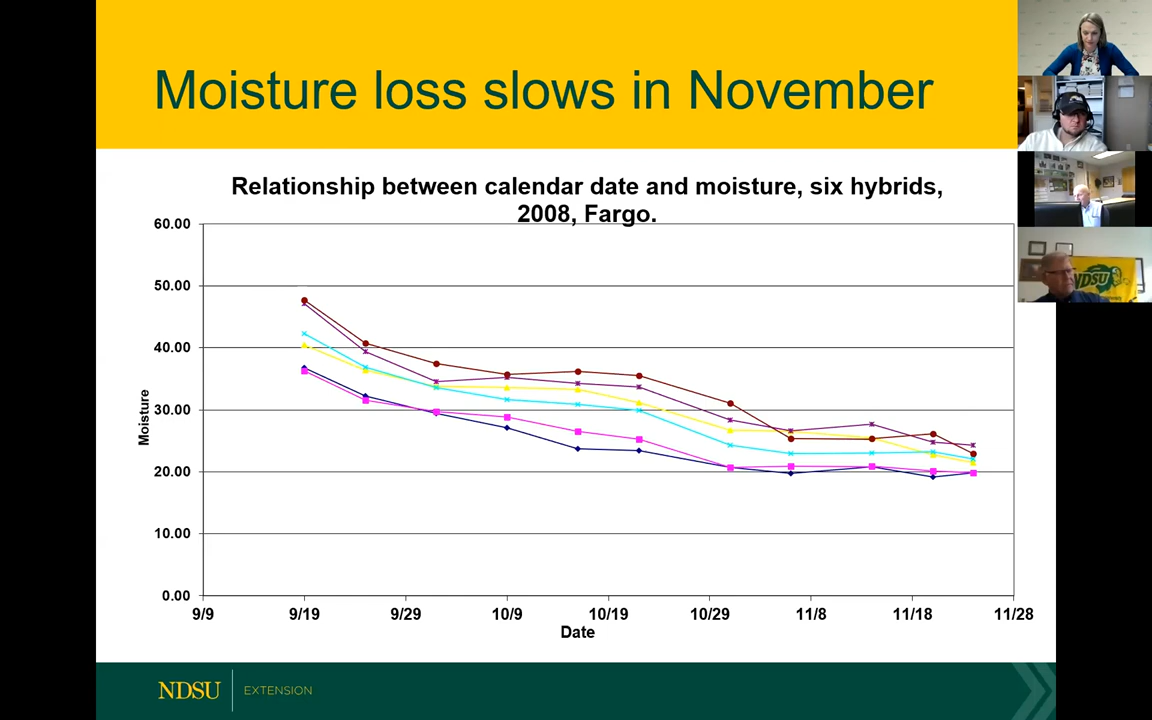 Moisture loss slows in November
Relationship between calendar date and moisture, six hybrids,
2008, Fargo.
60.00
50.00
40.00
30.00
20.00
10.00
0.00
Moisture
9/9 9/19 9/29 10/9 10/19 10/29 11/8 11/18 11/28
Date
NDSU EXTENSION
NDSU